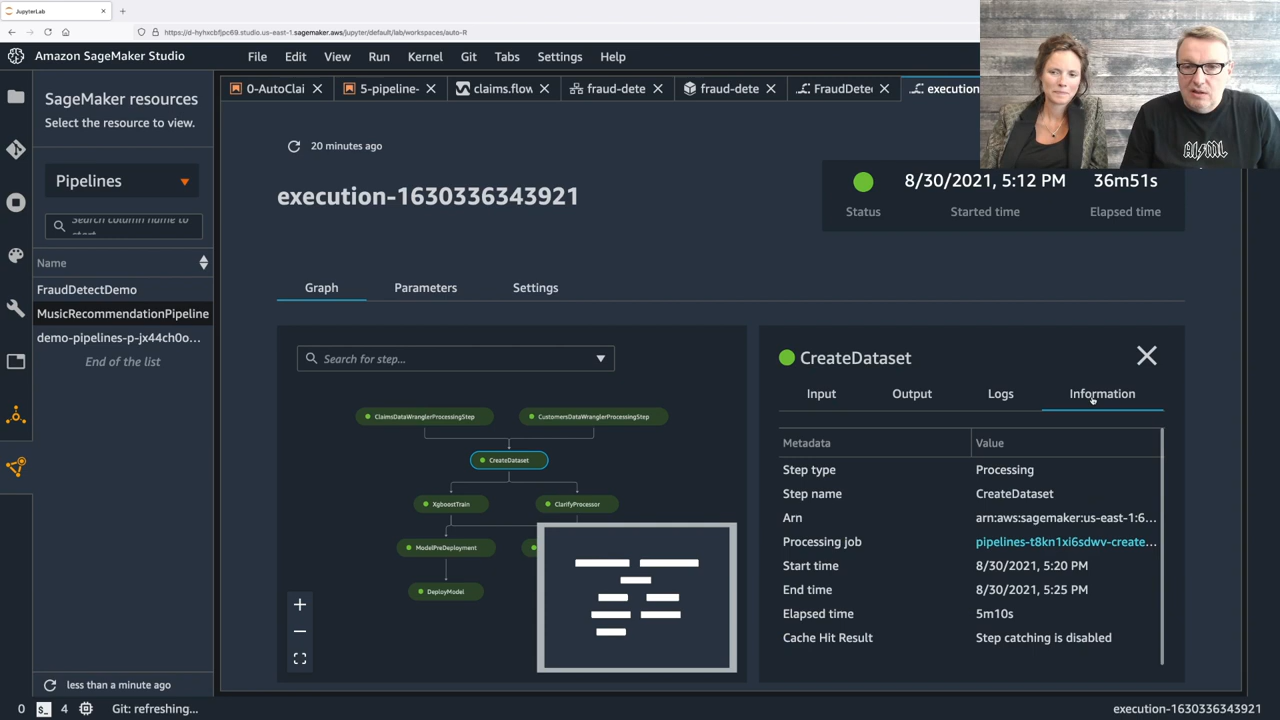 JupyterLab
https://d-hyhxcbfjpc69.studio.us-east-1.sagemaker.aws/jupyter/default/lab/workspaces/auto-R
Amazon SageMaker Studio
File Edit View Run Kernel Git Tabs Settings Help
SageMaker resources
Select the resource to view.
Pipelines
Search column name to
start
Name
FraudDetectDemo
MusicRecommendationPipeline
demo-pipelines-p-jx44ch0o...
End of the list
less than a minute ago
0-AutoClai 5-pipeline- fraud-dete fraud-dete FraudDete execution
20 minutes ago
execution-1630336343921
8/30/2021, 5:12 PM 36m51s
Status Started time Elapsed time
Graph Parameters Settings
Search for step...
ClaimsDataWranglerProcessingStep CustomersDataWranglerProcessingStep
CreateDataset
XgboostTrain ClarifyProcessor
ModelPreDeployment
DeployModel
CreateDataset
Input Output Logs Information
Metadata Value
Step type Processing
Step name CreateDataset
Arn arn:aws:sagemaker:us-east-1:6...
Processing job pipelines-t8kn1xi6sdwv-create...
Start time 8/30/2021, 5:20 PM
End time 8/30/2021, 5:25 PM
Elapsed time 5m10s
Cache Hit Result Step catching is disabled
AI/ML
0 4 Git: refreshing...
execution-1630336343921